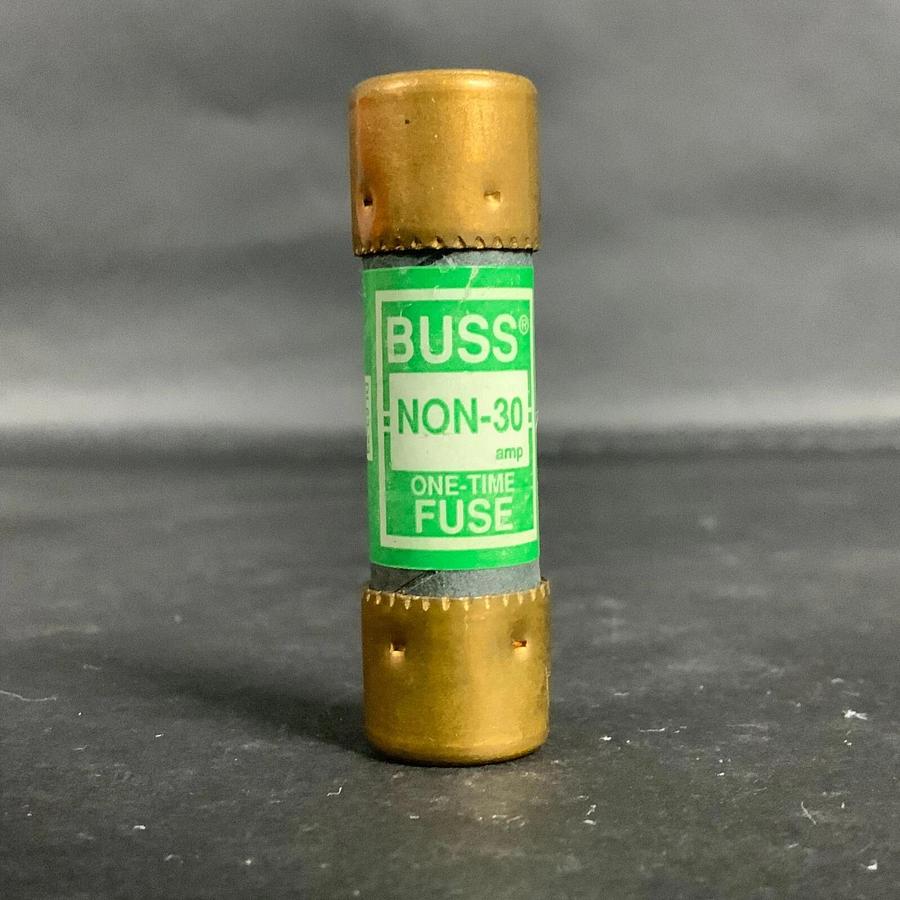 BUSS®
NON-30
amp
ONE-TIME
FUSE